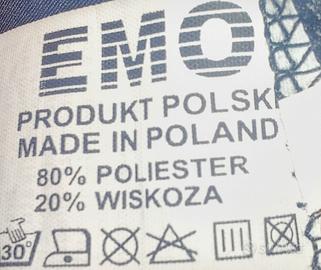 EMO
PRODUKT POLSKI
MADE IN POLAND
80% POLIESTER
20% WISKOZA
30°